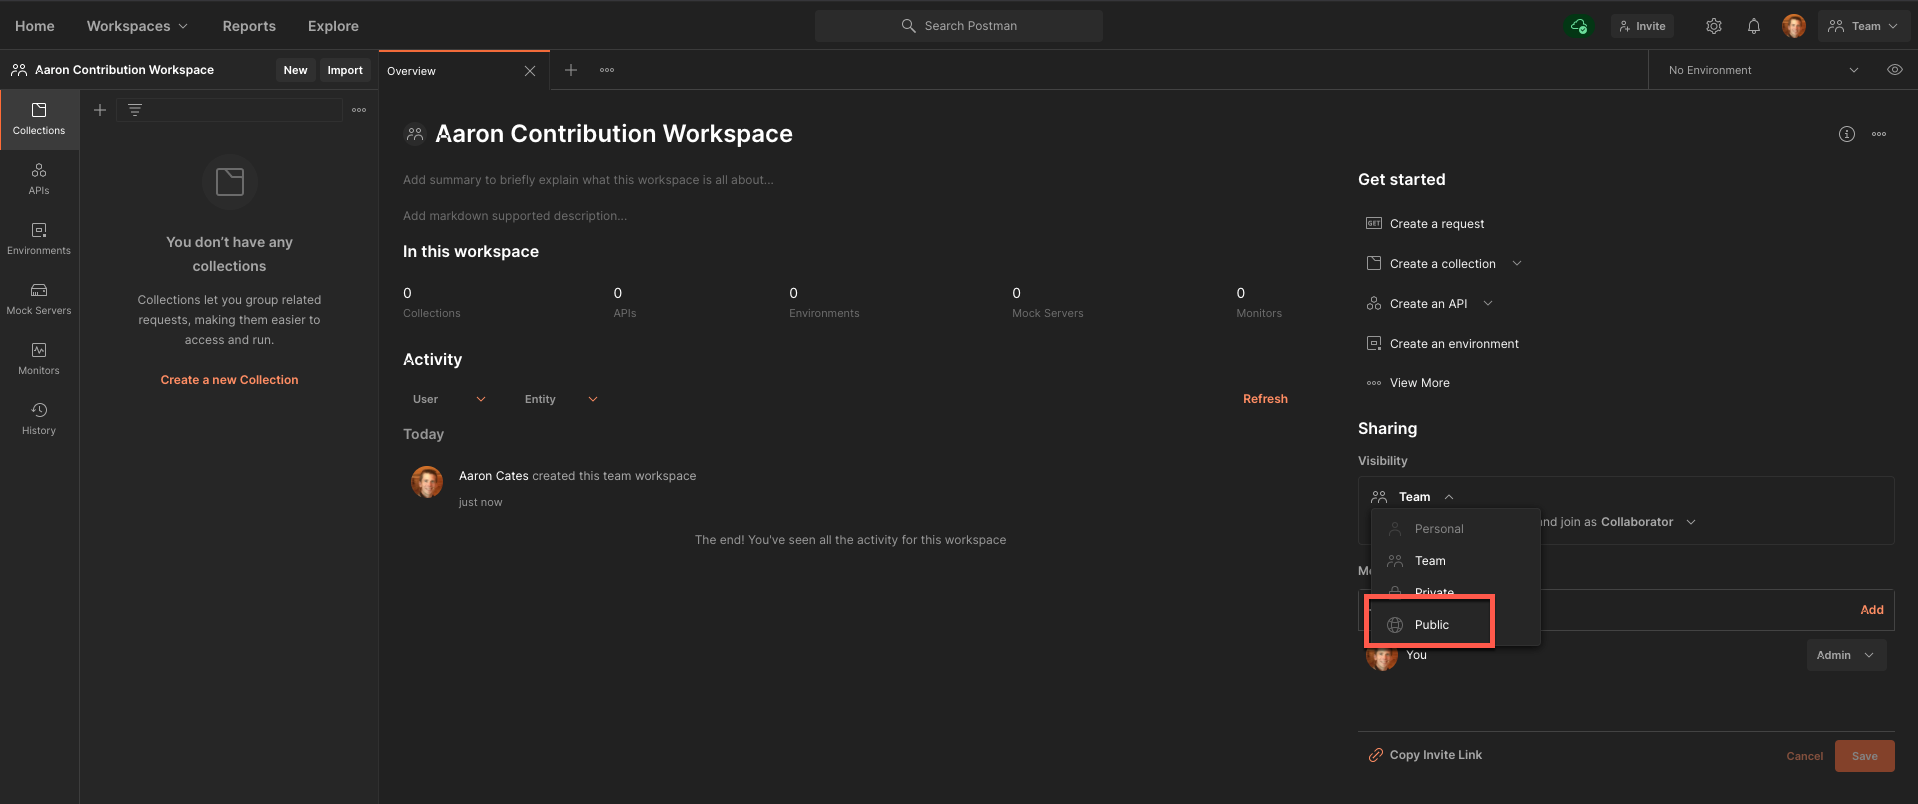 Home
Workspaces
Reports
Explore
Search Postman
Invite
Team
Aaron Contribution Workspace
New
Import
Overview
No Environment
Collections
APIs
Environments
Mock Servers
Monitors
History
You don't have any
collections
Collections let you group related
requests, making them easier to
access and run.
Create a new Collection
Aaron Contribution Workspace
Add summary to briefly explain what this workspace is all about...
Add markdown supported description...
In this workspace
0
Collections
0
APIs
0
Environments
0
Mock Servers
0
Monitors
Activity
User
Entity
Refresh
Today
Aaron Cates created this team workspace
just now
The end! You've seen all the activity for this workspace
Get started
GET Create a request
Create a collection
Create an API
Create an environment
View More
Sharing
Visibility
Team
and join as Collaborator
Personal
Team
Private
Public
Add
You
Admin
Copy Invite Link
Cancel
Save